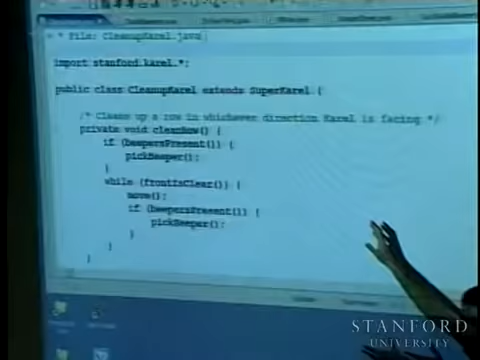 * File: CleanupKarel.java
import stanford.karel.*;
public class CleanupKarel extends SuperKarel {
/* Cleans up a row in whichever direction Karel is facing */
private void cleanRow() {
if (beepersPresent()) {
pickBeeper();
}
while (frontIsClear()) {
move();
if (beepersPresent()) {
pickBeeper();
}
}
}
STANFORD
UNIVERSITY